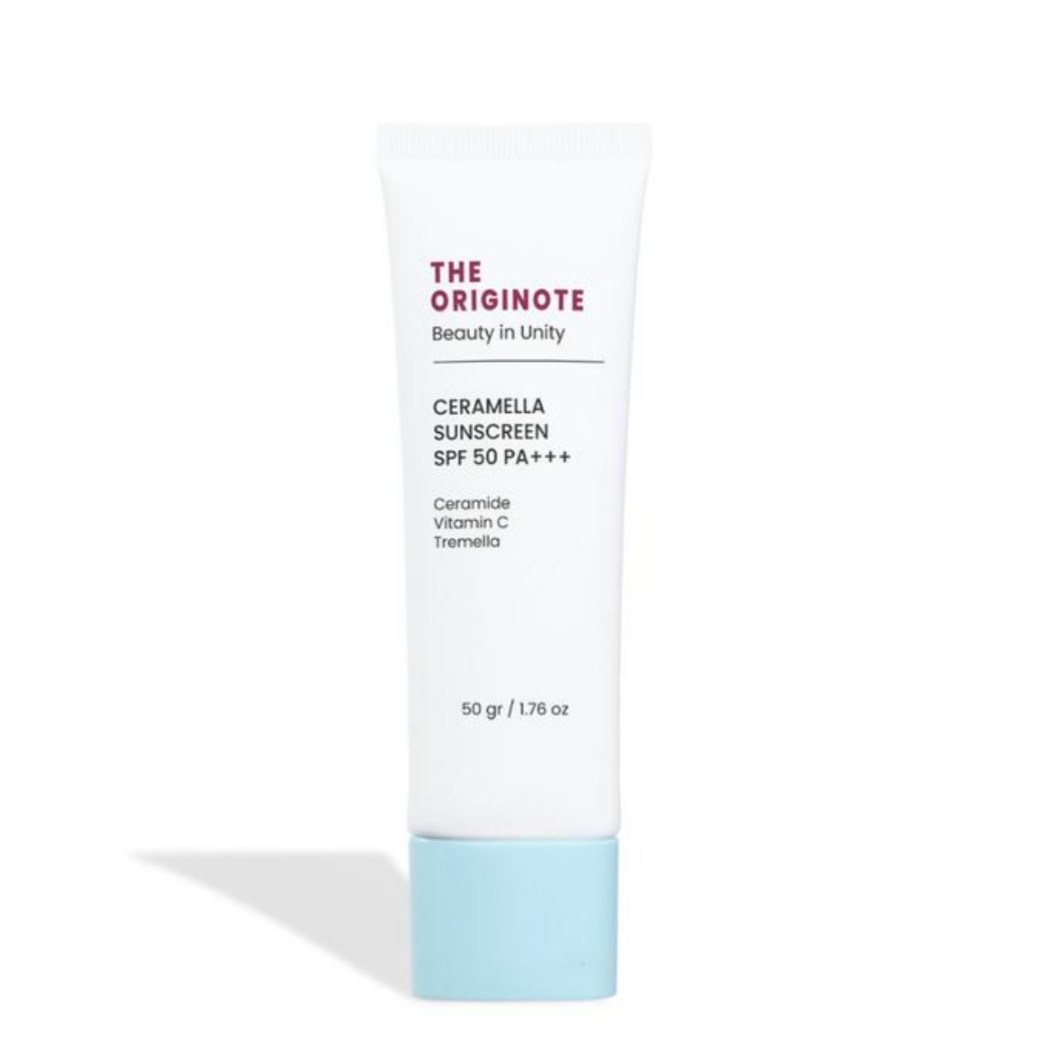 THE
ORIGINOTE
Beauty in Unity
CERAMELLA
SUNSCREEN
SPF 50 PA+++
Ceramide
Vitamin C
Tremella
50 gr / 1.76 oz